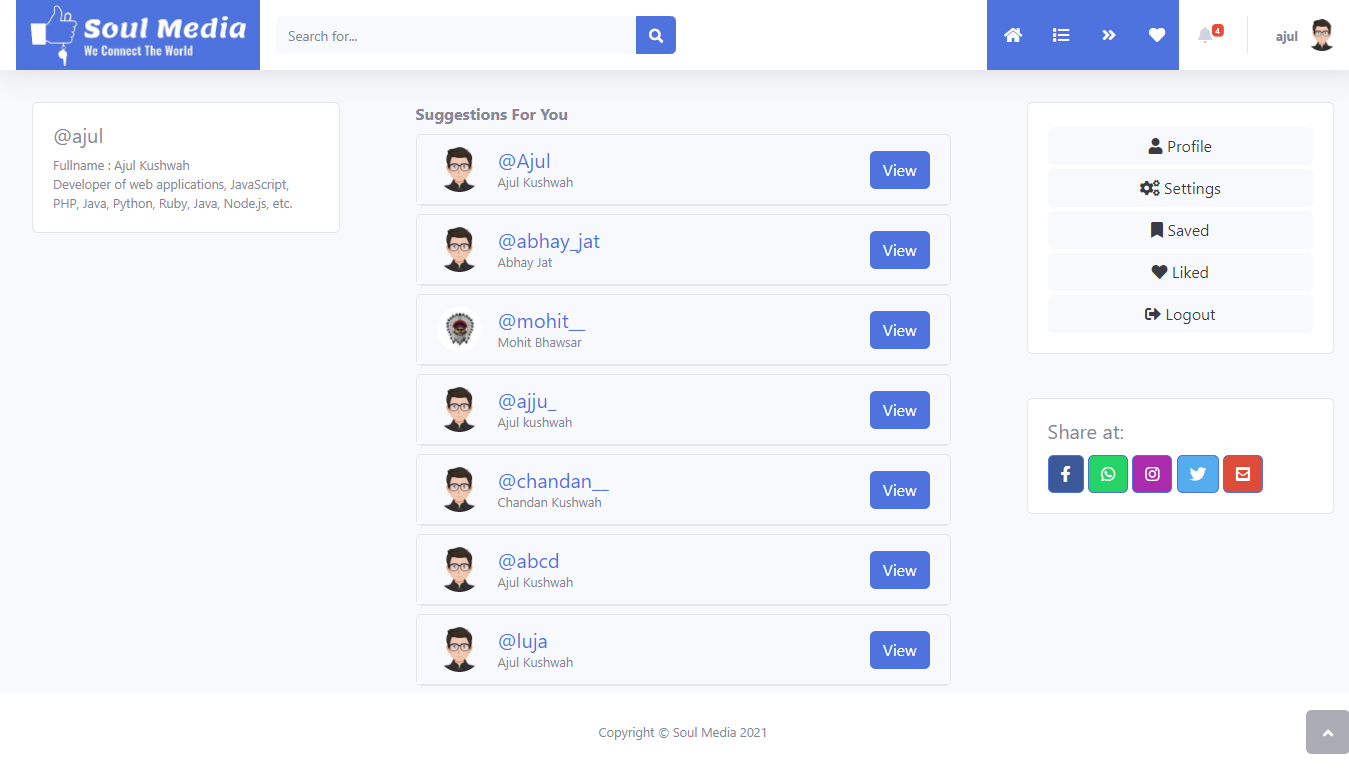 Soul Media
We Connect The World
Search for...
4
ajul
@ajul
Fullname : Ajul Kushwah
Developer of web applications, JavaScript,
PHP, Java, Python, Ruby, Java, Node.js, etc.
Suggestions For You
@Ajul
Ajul Kushwah
View
@abhay_jat
Abhay Jat
View
@mohit__
Mohit Bhawsar
View
@ajju_
Ajul kushwah
View
@chandan__
Chandan Kushwah
View
@abcd
Ajul Kushwah
View
@luja
Ajul Kushwah
View
Profile
Settings
Saved
Liked
Logout
Share at:
Copyright © Soul Media 2021